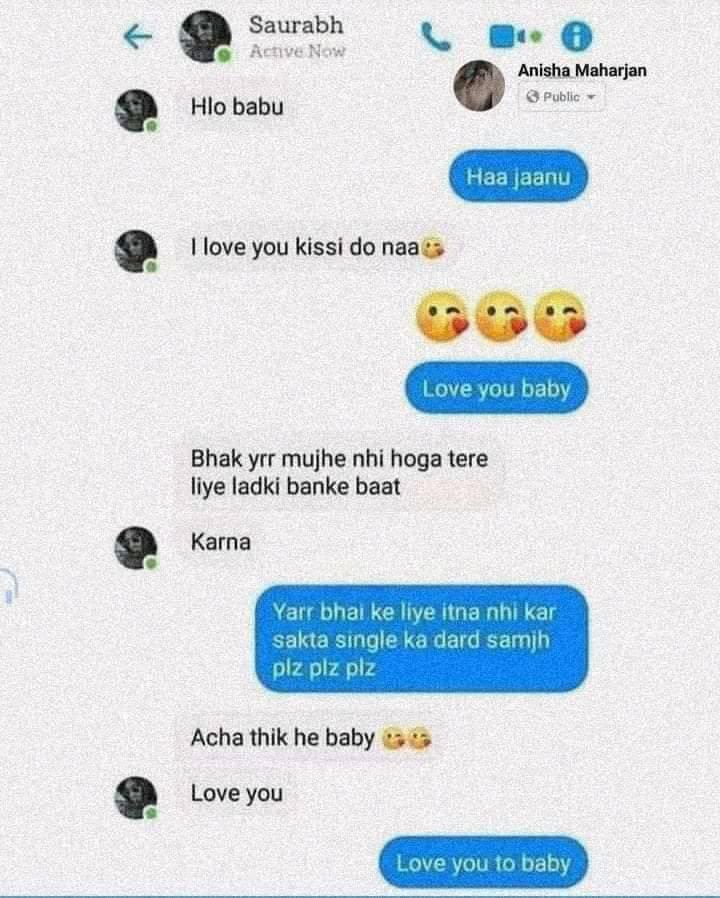 Saurabh
Active Now
Anisha Maharjan
Public
Hlo babu
Haa jaanu
I love you kissi do naa😘
😘😘😘
Love you baby
Bhak yrr mujhe nhi hoga tere
liye ladki banke baat
Karna
Yarr bhai ke liye itna nhi kar
sakta single ka dard samjh
plz plz plz
Acha thik he baby 😘😘
Love you
Love you to baby